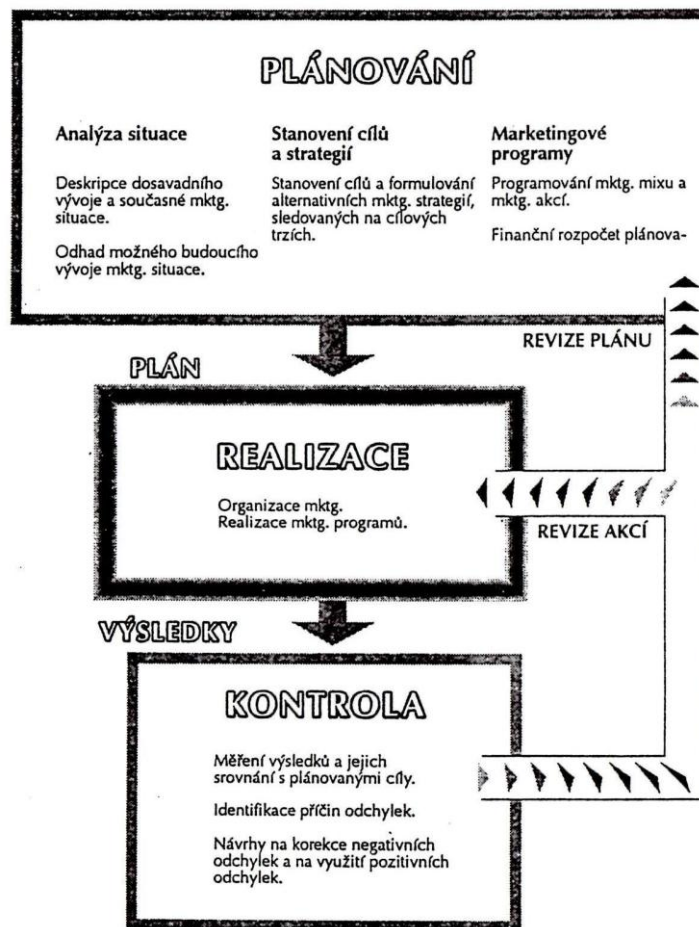 PLÁNOVÁNÍ
Analýza situace
Deskripce dosavadního
vývoje a současné mktg.
situace.
Odhad možného budoucího
vývoje mktg. situace.
Stanovení cílů
a strategií
Stanovení cílů a formulování
alternativních mktg. strategií,
sledovaných na cílových
trzích.
Marketingové
programy
Programování mktg. mixu a
mktg. akcí.
Finanční rozpočet plánova-
REVIZE PLÁNU
PLÁN
REALIZACE
Organizace mktg.
Realizace mktg. programů.
REVIZE AKCÍ
VÝSLEDKY
KONTROLA
Měření výsledků a jejich
srovnání s plánovanými cíly.
Identifikace příčin odchylek.
Návrhy na korekce negativních
odchylek a na využití pozitivních
odchylek.